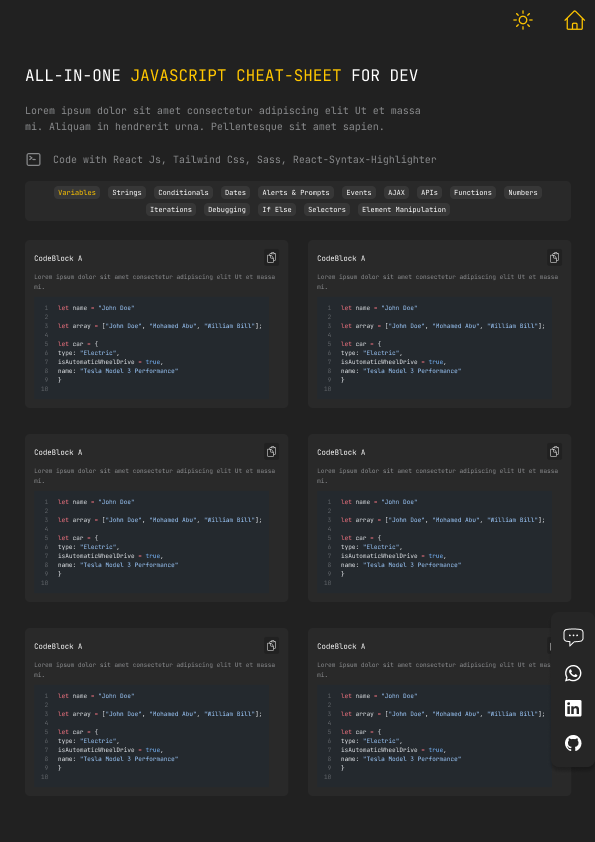 ALL-IN-ONE JAVASCRIPT CHEAT-SHEET FOR DEV
Lorem ipsum dolor sit amet consectetur adipiscing elit Ut et massa
mi. Aliquam in hendrerit urna. Pellentesque sit amet sapien.
Code with React Js, Tailwind Css, Sass, React-Syntax-Highlighter
Variables Strings Conditionals Dates Alerts & Prompts Events AJAX APIs Functions Numbers
Iterations Debugging If Else Selectors Element Manipulation
CodeBlock A
Lorem ipsum dolor sit amet consectetur adipiscing elit Ut et massa
mi.
1 let name = "John Doe"
2
3 let array = ["John Doe", "Mohamed Abu", "William Bill"];
4
5 let car = {
6 type: "Electric",
7 isAutomaticWheelDrive = true,
8 name: "Tesla Model 3 Performance"
9 }
10
CodeBlock A
Lorem ipsum dolor sit amet consectetur adipiscing elit Ut et massa
mi.
1 let name = "John Doe"
2
3 let array = ["John Doe", "Mohamed Abu", "William Bill"];
4
5 let car = {
6 type: "Electric",
7 isAutomaticWheelDrive = true,
8 name: "Tesla Model 3 Performance"
9 }
10
CodeBlock A
Lorem ipsum dolor sit amet consectetur adipiscing elit Ut et massa
mi.
1 let name = "John Doe"
2
3 let array = ["John Doe", "Mohamed Abu", "William Bill"];
4
5 let car = {
6 type: "Electric",
7 isAutomaticWheelDrive = true,
8 name: "Tesla Model 3 Performance"
9 }
10
CodeBlock A
Lorem ipsum dolor sit amet consectetur adipiscing elit Ut et massa
mi.
1 let name = "John Doe"
2
3 let array = ["John Doe", "Mohamed Abu", "William Bill"];
4
5 let car = {
6 type: "Electric",
7 isAutomaticWheelDrive = true,
8 name: "Tesla Model 3 Performance"
9 }
10
CodeBlock A
Lorem ipsum dolor sit amet consectetur adipiscing elit Ut et massa
mi.
1 let name = "John Doe"
2
3 let array = ["John Doe", "Mohamed Abu", "William Bill"];
4
5 let car = {
6 type: "Electric",
7 isAutomaticWheelDrive = true,
8 name: "Tesla Model 3 Performance"
9 }
10
CodeBlock A
Lorem ipsum dolor sit amet consectetur adipiscing elit Ut et massa
mi.
1 let name = "John Doe"
2
3 let array = ["John Doe", "Mohamed Abu", "William Bill"];
4
5 let car = {
6 type: "Electric",
7 isAutomaticWheelDrive = true,
8 name: "Tesla Model 3 Performance"
9 }
10